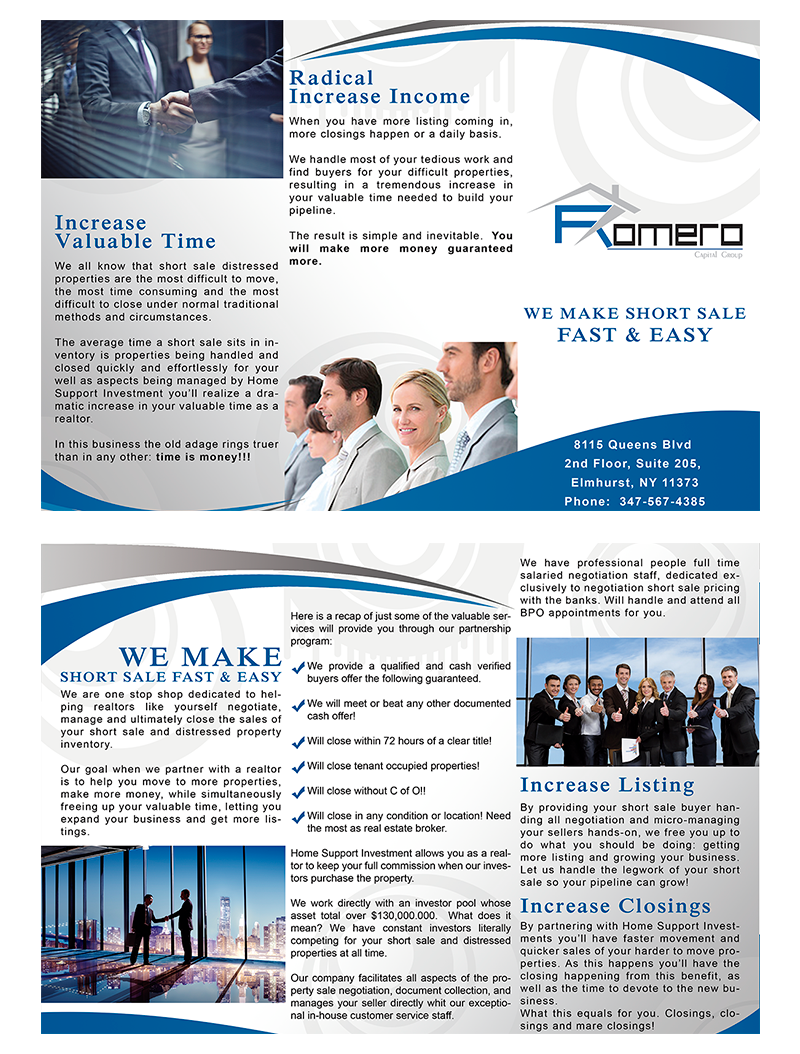 Increase
Valuable Time
We all know that short sale distressed
properties are the most difficult to move,
the most time consuming and the most
difficult to close under normal traditional
methods and circumstances.
The average time a short sale sits in in-
ventory is properties being handled and
closed quickly and effortlessly for your
well as aspects being managed by Home
Support Investment you'll realize a dra-
matic increase in your valuable time as a
realtor.
In this business the old adage rings truer
than in any other: time is money!!!
Radical
Increase Income
When you have more listing coming in,
more closings happen or a daily basis.
We handle most of your tedious work and
find buyers for your difficult properties,
resulting in a tremendous increase in
your valuable time needed to build your
pipeline.
The result is simple and inevitable. You
will make more money guaranteed
more.
Romero
Capital Group
WE MAKE SHORT SALE
FAST & EASY
8115 Queens Blvd
2nd Floor, Suite 205,
Elmhurst, NY 11373
Phone: 347-567-4385
WE MAKE
SHORT SALE FAST & EASY
We are one stop shop dedicated to hel-
ping realtors like yourself negotiate,
manage and ultimately close the sales of
your short sale and distressed property
inventory.
Our goal when we partner with a realtor
is to help you move to more properties,
make more money, while simultaneously
freeing up your valuable time, letting you
expand your business and get more lis-
tings.
Here is a recap of just some of the valuable ser-
vices will provide you through our partnership
program:
We provide a qualified and cash verified
buyers offer the following guaranteed.
We will meet or beat any other documented
cash offer!
Will close within 72 hours of a clear title!
Will close tenant occupied properties!
Will close without C of O!!
Will close in any condition or location! Need
the most as real estate broker.
Home Support Investment allows you as a real-
tor to keep your full commission when our inves-
tors purchase the property.
We work directly with an investor pool whose
asset total over $130,000.000. What does it
mean? We have constant investors literally
competing for your short sale and distressed
properties at all time.
Our company facilitates all aspects of the pro-
perty sale negotiation, document collection, and
manages your seller directly whit our exceptio-
nal in-house customer service staff.
We have professional people full time
salaried negotiation staff, dedicated ex-
clusively to negotiation short sale pricing
with the banks. Will handle and attend all
BPO appointments for you.
Increase Listing
By providing your short sale buyer han-
ding all negotiation and micro-managing
your sellers hands-on, we free you up to
do what you should be doing: getting
more listing and growing your business.
Let us handle the legwork of your short
sale so your pipeline can grow!
Increase Closings
By partnering with Home Support Invest-
ments you'll have faster movement and
quicker sales of your harder to move pro-
perties. As this happens you'll have the
closing happening from this benefit, as
well as the time to devote to the new bu-
siness.
What this equals for you. Closings, clo-
sings and mare closings!